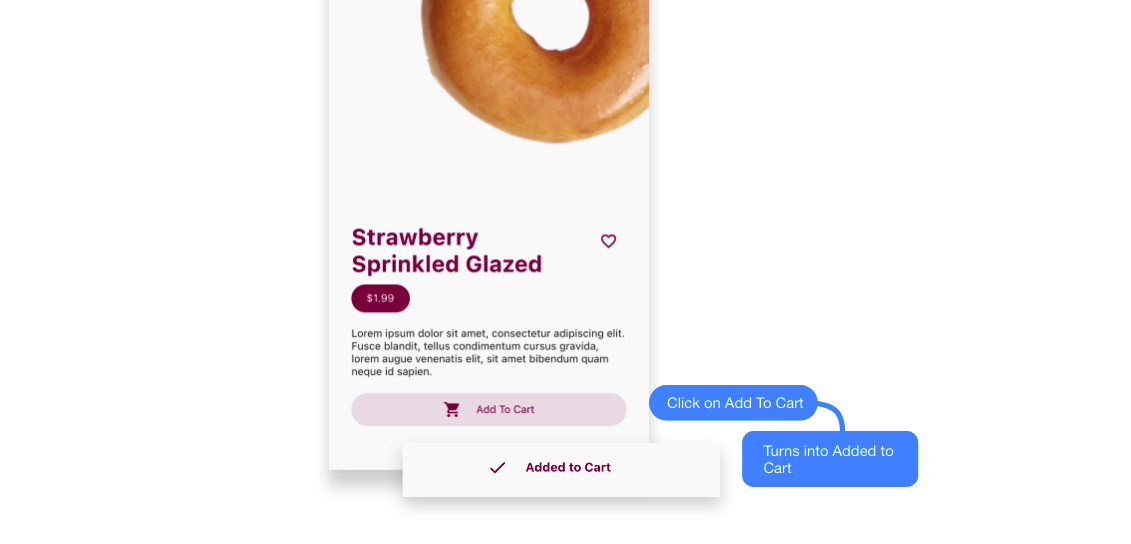 Strawberry
Sprinkled Glazed
$1.99
Lorem ipsum dolor sit amet, consectetur adipiscing elit.
Fusce blandit, tellus condimentum cursus gravida,
lorem augue venenatis elit, sit amet bibendum quam
neque id sapien.
Add To Cart
Click on Add To Cart
Turns into Added to
Cart
Added to Cart